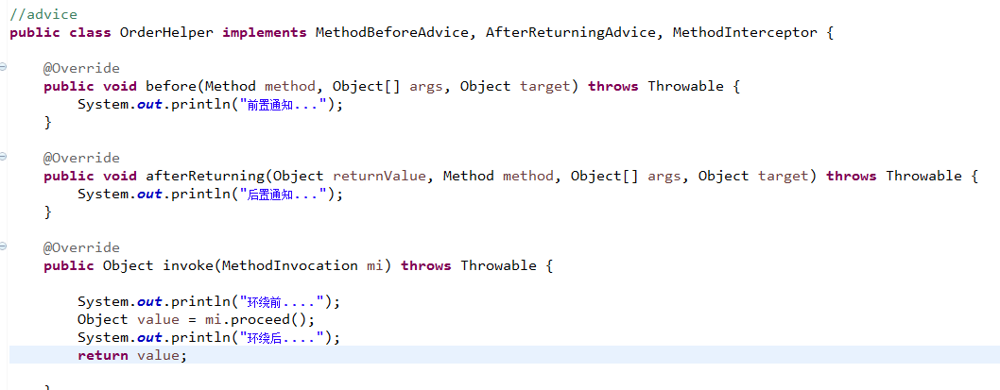 //advice
public class OrderHelper implements MethodBeforeAdvice, AfterReturningAdvice, MethodInterceptor {
@Override
public void before(Method method, Object[] args, Object target) throws Throwable {
System.out.println("前置通知...");
}
@Override
public void afterReturning(Object returnValue, Method method, Object[] args, Object target) throws Throwable {
System.out.println("后置通知...");
}
@Override
public Object invoke(MethodInvocation mi) throws Throwable {
System.out.println("环绕前....");
Object value = mi.proceed();
System.out.println("环绕后....");
return value;
}